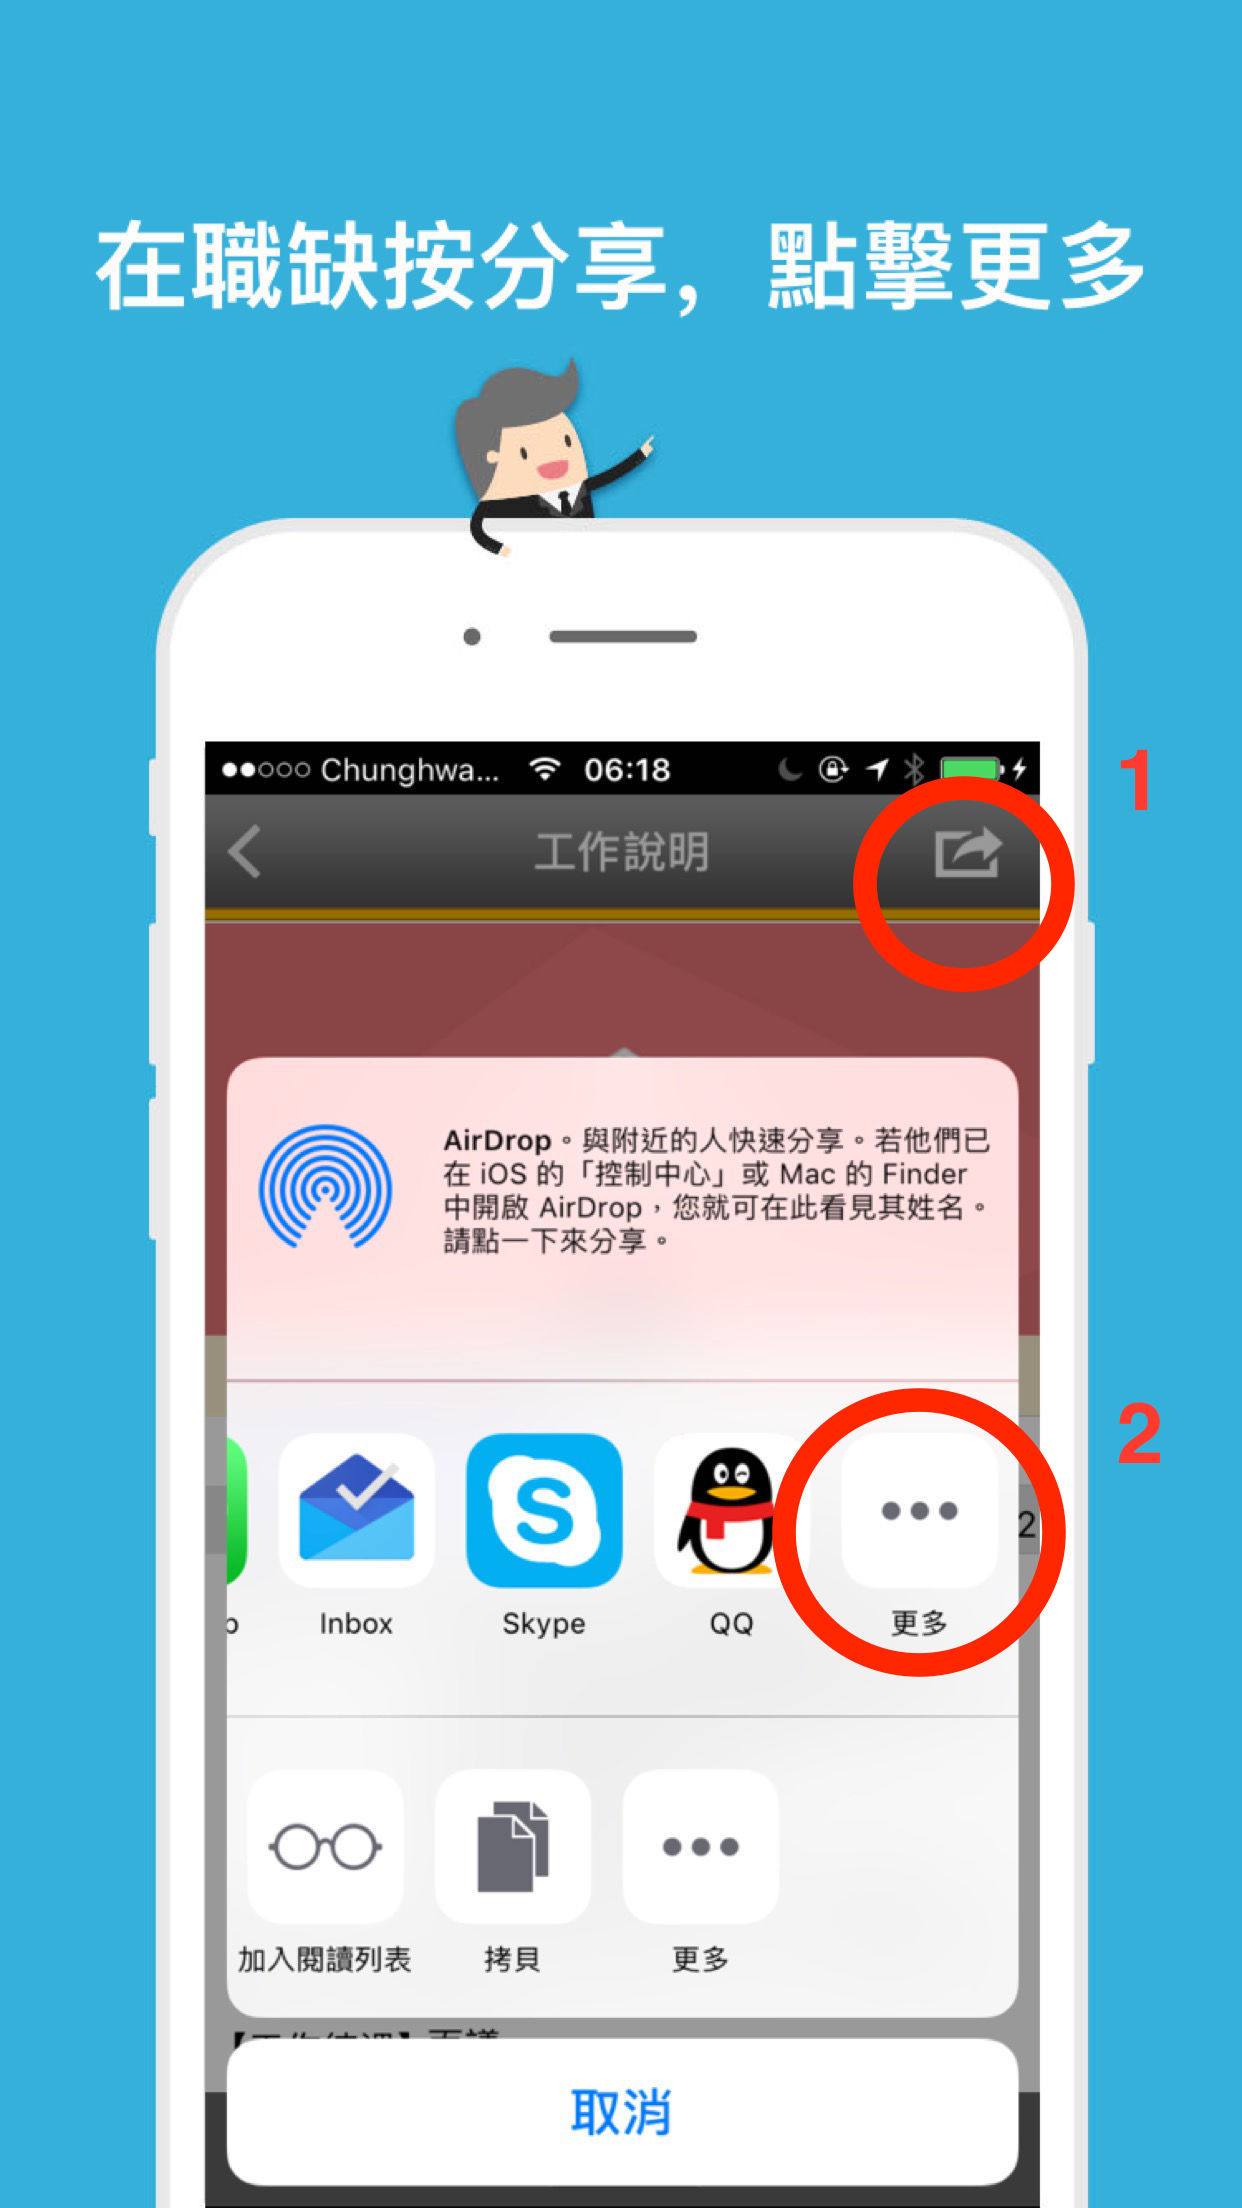 在職缺按分享，點擊更多
Chunghwa... 06:18
1
工作說明
AirDrop。與附近的人快速分享。若他們已
在 iOS 的「控制中心」或 Mac 的 Finder
中開啟 AirDrop，您就可在此看見其姓名。
請點一下來分享。
2
2
p Inbox Skype QQ 更多
加入閱讀列表 拷貝 更多
取消